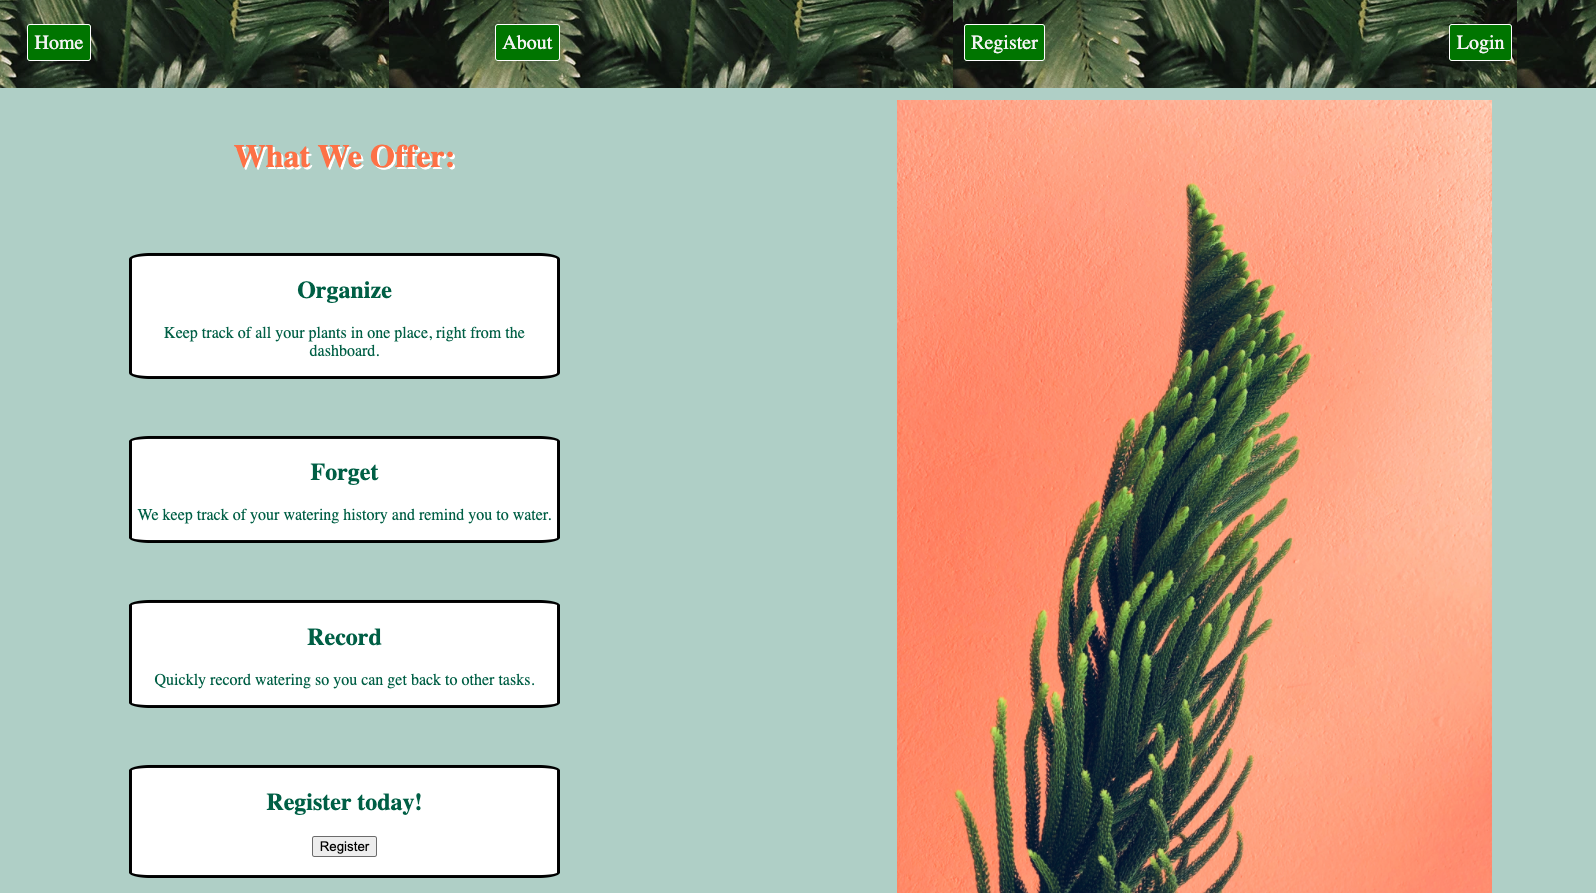 Home
About
Register
Login
What We Offer:
Organize
Keep track of all your plants in one place, right from the
dashboard.
Forget
We keep track of your watering history and remind you to water.
Record
Quickly record watering so you can get back to other tasks.
Register today!
Register